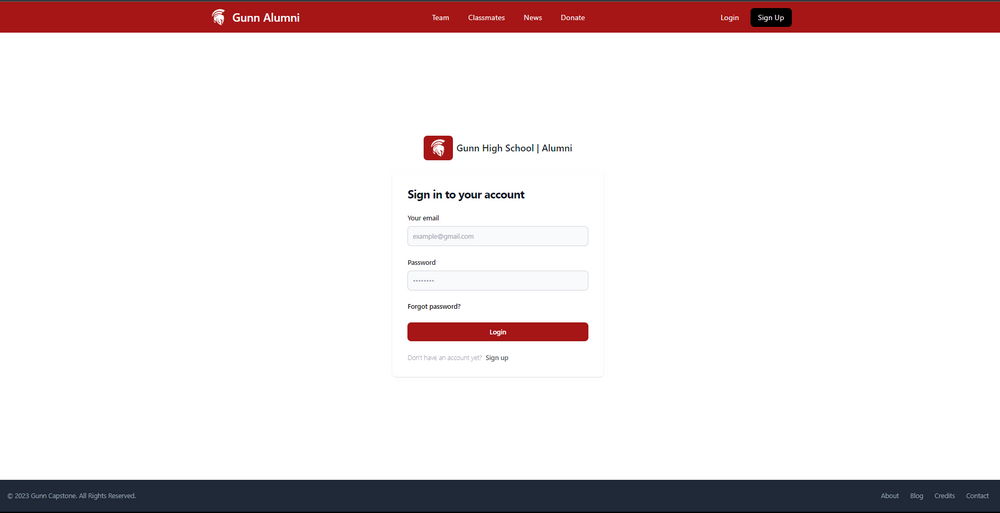 Gunn Alumni Team Classmates News Donate Login Sign Up
Gunn High School | Alumni
Sign in to your account
Your email
example@gmail.com
Password
--------
Forgot password?
Login
Don't have an account yet? Sign up
© 2023 Gunn Capstone. All Rights Reserved. About Blog Credits Contact